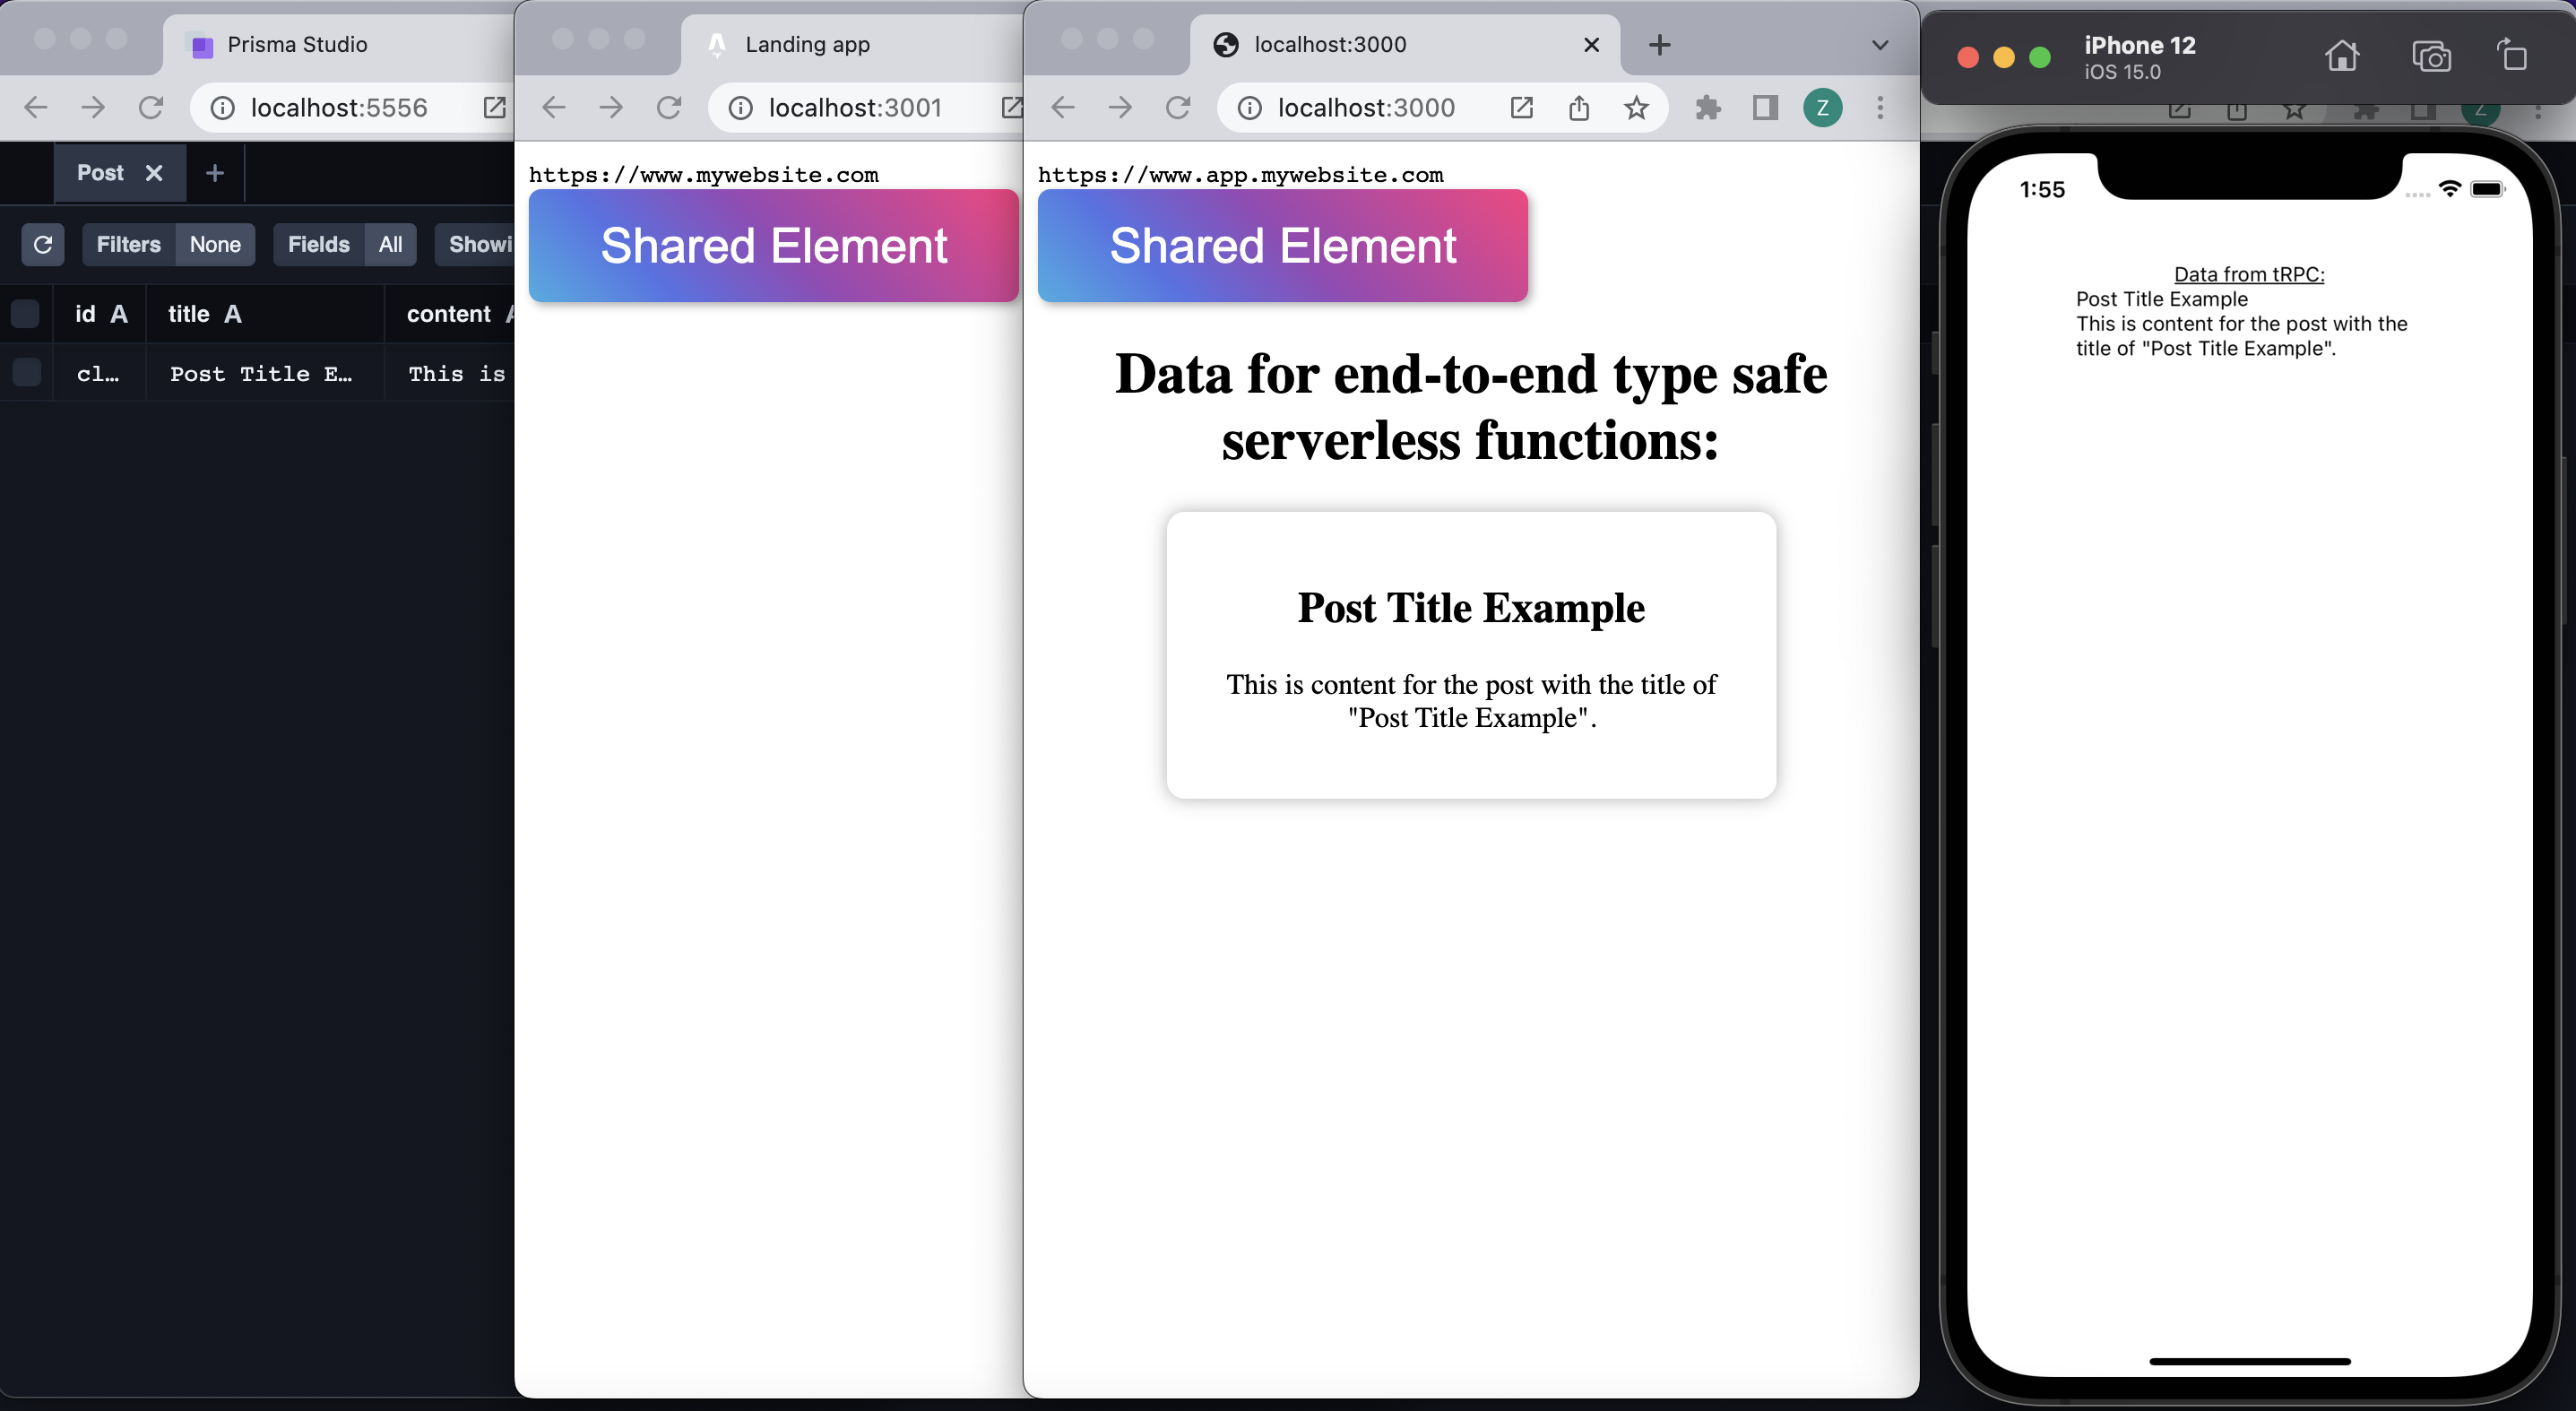 Prisma Studio
localhost:5556
Post
Filters None Fields All Showi
id A title A content
cl… Post Title E… This is
Landing app
localhost:3001
https://www.mywebsite.com
Shared Element
localhost:3000
localhost:3000
Z
https://www.app.mywebsite.com
Shared Element
Data for end-to-end type safe
serverless functions:
Post Title Example
This is content for the post with the title of
"Post Title Example".
iPhone 12
iOS 15.0
Z
1:55
Data from tRPC:
Post Title Example
This is content for the post with the
title of "Post Title Example".